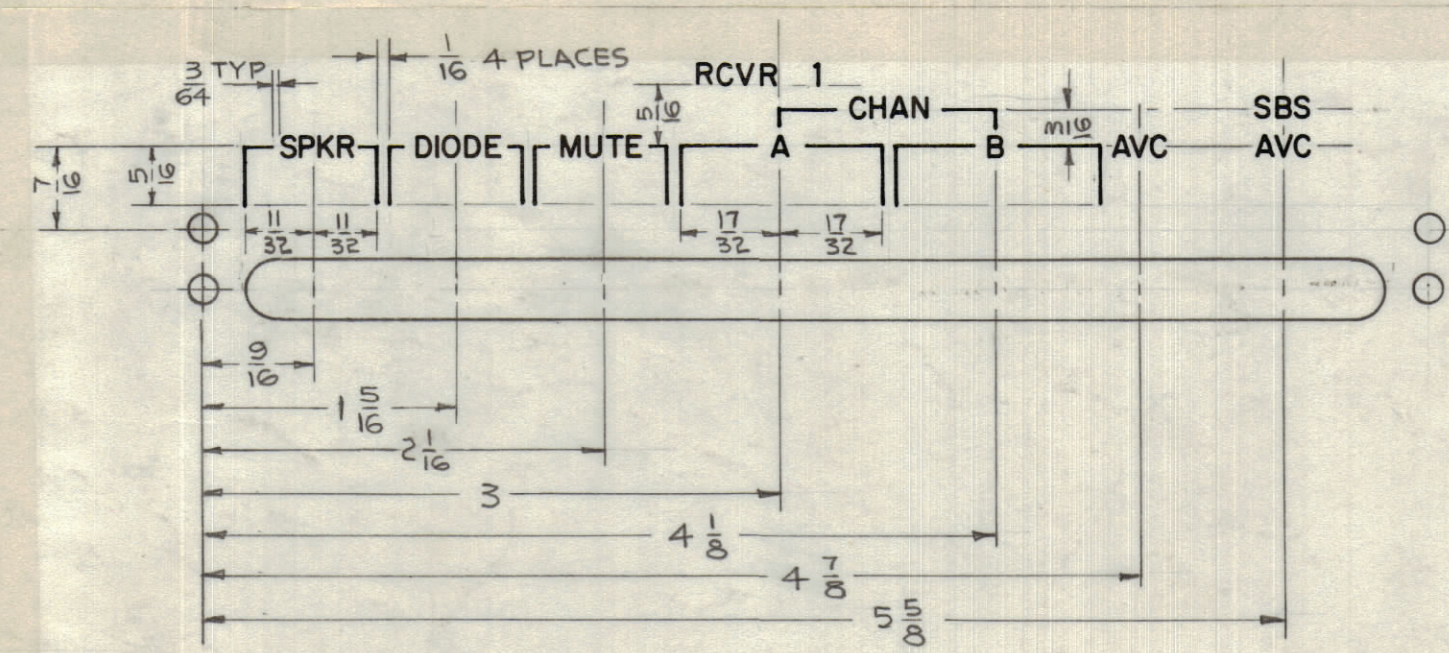 1/16 4 PLACES
3/64 TYP
RCVR 1
5/16
CHAN
3/16
SBS
7/16
5/16
SPKR DIODE MUTE A B AVC AVC
11/32 11/32 17/32 17/32
9/16
1 5/16
2 1/16
3
4 1/8
4 7/8
5 5/8